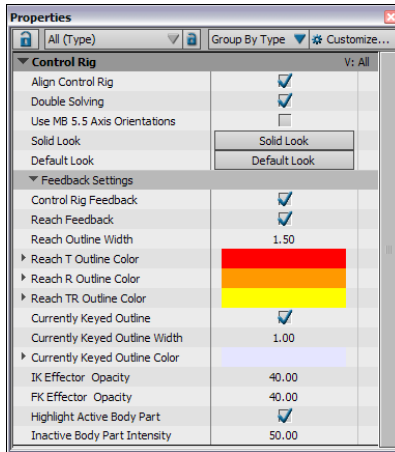 Properties
All (Type) Group By Type Customize...
Control Rig V: All
Align Control Rig
Double Solving
Use MB 5.5 Axis Orientations
Solid Look Solid Look
Default Look Default Look
Feedback Settings
Control Rig Feedback
Reach Feedback
Reach Outline Width 1.50
Reach T Outline Color
Reach R Outline Color
Reach TR Outline Color
Currently Keyed Outline
Currently Keyed Outline Width 1.00
Currently Keyed Outline Color
IK Effector Opacity 40.00
FK Effector Opacity 40.00
Highlight Active Body Part
Inactive Body Part Intensity 50.00